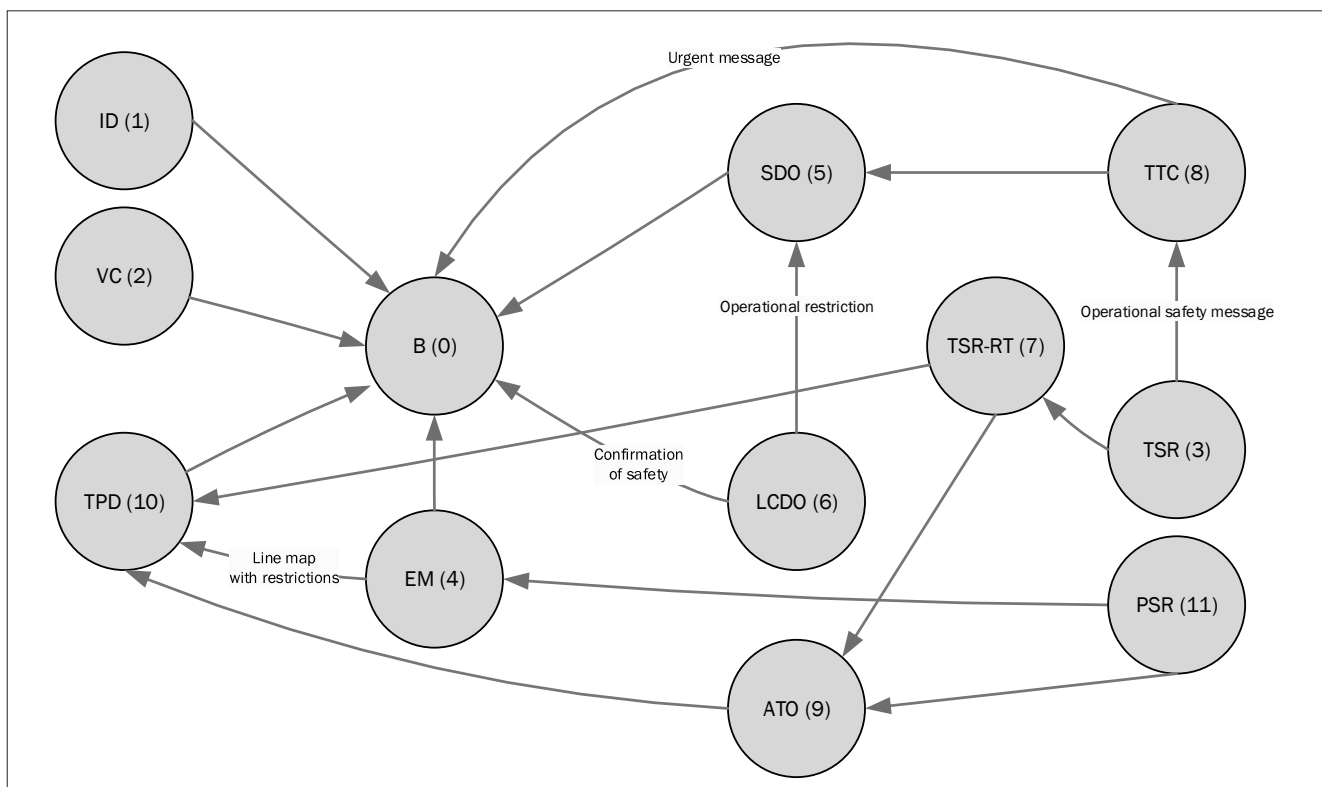 Urgent message
ID (1)
SDO (5)
TTC (8)
VC (2)
Operational restriction
Operational safety message
B (0)
TSR-RT (7)
Confirmation
of safety
TSR (3)
TPD (10)
LCDO (6)
Line map
with restrictions
EM (4)
PSR (11)
ATO (9)